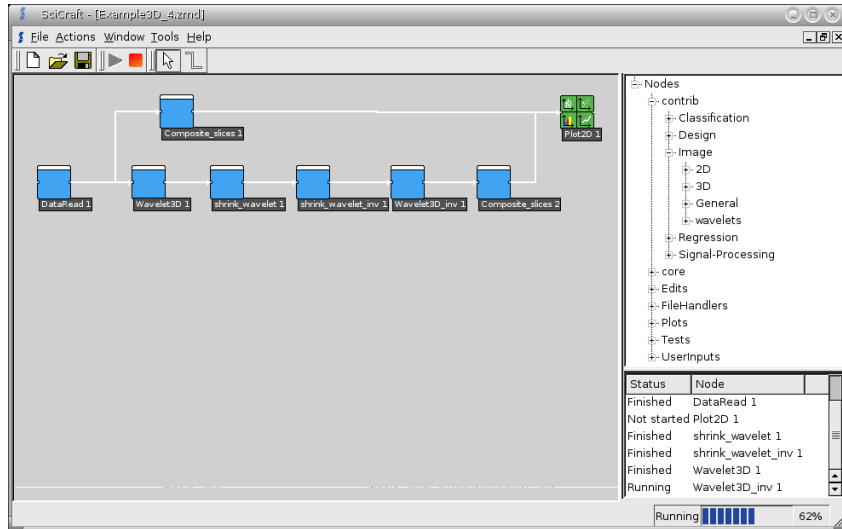 SciCraft - [Example3D_4.zmd]
File Actions Window Tools Help
Composite_slices 1
Plot2D 1
DataRead 1
Wavelet3D 1
shrink_wavelet 1
shrink_wavelet_inv 1
Wavelet3D_inv 1
Composite_slices 2
Nodes
contrib
Classification
Design
Image
2D
3D
General
wavelets
Regression
Signal-Processing
core
Edits
FileHandlers
Plots
Tests
UserInputs
Status Node
Finished DataRead 1
Not started Plot2D 1
Finished shrink_wavelet 1
Finished shrink_wavelet_inv 1
Finished Wavelet3D 1
Running Wavelet3D_inv 1
Running 62%